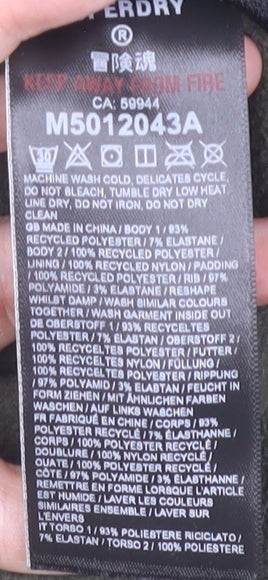 PERDRY
®
冒険魂
KEEP AWAY FROM FIRE
CA: 59944
M5012043A
30
MACHINE WASH COLD, DELICATES CYCLE,
DO NOT BLEACH, TUMBLE DRY LOW HEAT,
LINE DRY, DO NOT IRON, DO NOT DRY
CLEAN
GB MADE IN CHINA / BODY 1 / 93%
RECYCLED POLYESTER / 7% ELASTANE /
BODY 2 / 100% RECYCLED POLYESTER /
LINING / 100% RECYCLED NYLON / PADDING
/ 100% RECYCLED POLYESTER / RIB / 97%
POLYAMIDE / 3% ELASTANE / RESHAPE
WHILST DAMP / WASH SIMILAR COLOURS
TOGETHER / WASH GARMENT INSIDE OUT
DE OBERSTOFF 1 / 93% RECYCELTES
POLYESTER / 7% ELASTAN / OBERSTOFF 2 /
100% RECYCELTES POLYESTER / FUTTER /
100% RECYCELTES NYLON / FÜLLUNG /
100% RECYCELTES POLYESTER / RIPPUNG
/ 97% POLYAMID / 3% ELASTAN / FEUCHT IN
FORM ZIEHEN / MIT ÄHNLICHEN FARBEN
WASCHEN / AUF LINKS WASCHEN
FR FABRIQUÉ EN CHINE / CORPS / 93%
POLYESTER RECYCLÉ / 7% ÉLASTHANNE /
CORPS / 100% POLYESTER RECYCLÉ /
DOUBLURE / 100% NYLON RECYCLÉ /
OUATE / 100% POLYESTER RECYCLÉ /
CÔTE / 97% POLYAMIDE / 3% ÉLASTHANNE /
REMETTRE EN FORME LORSQUE L'ARTICLE
EST HUMIDE / LAVER LES COULEURS
SIMILAIRES ENSEMBLE / LAVER SUR
L'ENVERS
IT TORSO 1 / 93% POLIESTERE RICICLATO /
7% ELASTAN / TORSO 2 / 100% POLIESTERE